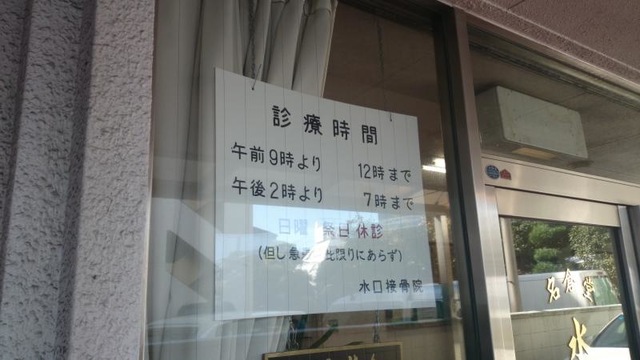 診療時間
午前9時より 12時まで
午後2時より 7時まで
日曜 祭日休診
(但し急 此限りにあらず)
水口接骨院
水